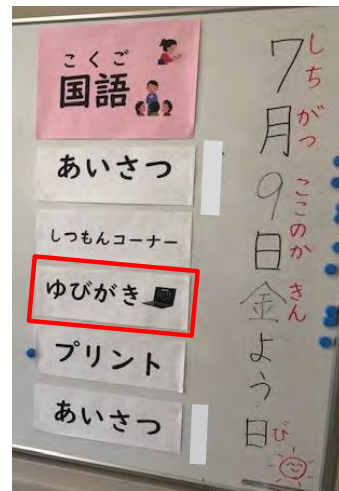 しちがつここのかきんび
7月9日金よう日
こくご
国語
あいさつ
しつもんコーナー
ゆびがき
プリント
あいさつ